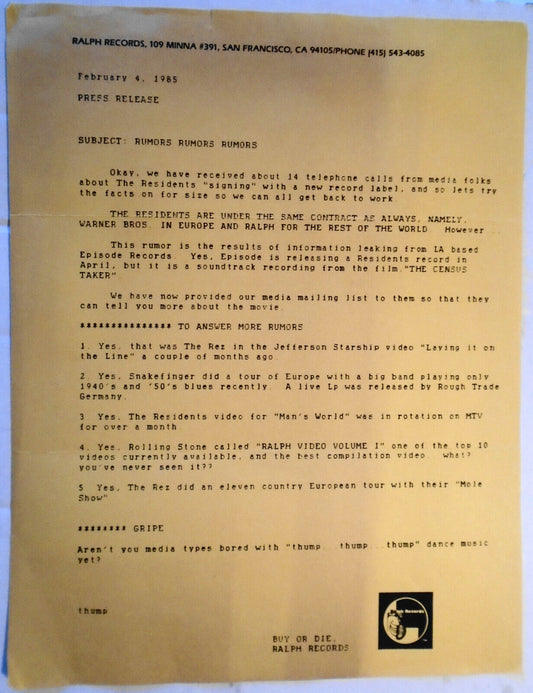 RALPH RECORDS, 109 MINNA #391, SAN FRANCISCO, CA 94105/PHONE (415) 543-4085
February 4, 1985
PRESS RELEASE
SUBJECT: RUMORS RUMORS RUMORS
Okay, we have received about 14 telephone calls from media folks
about The Residents "signing" with a new record label, and so lets try
the facts on for size so we can all get back to work.
THE RESIDENTS ARE UNDER THE SAME CONTRACT AS ALWAYS, NAMELY,
WARNER BROS. IN EUROPE AND RALPH FOR THE REST OF THE WORLD. However...
This rumor is the results of information leaking from LA based
Episode Records. Yes, Episode is releasing a Residents record in
April, but it is a soundtrack recording from the film,"THE CENSUS
TAKER".
We have now provided our media mailing list to them so that they
can tell you more about the movie.
*************** TO ANSWER MORE RUMORS
1. Yes, that was The Rez in the Jefferson Starship video "Laying it on
the Line" a couple of months ago.
2. Yes, Snakefinger did a tour of Europe with a big band playing only
1940's and '50's blues recently. A live Lp was released by Rough Trade
Germany.
3. Yes, The Residents video for "Man's World" was in rotation on MTV
for over a month.
4. Yes, Rolling Stone called "RALPH VIDEO VOLUME I" one of the top 10
videos currently available, and the best compilation video. what?
you've never seen it??
5. Yes, The Rez did an eleven country European tour with their "Mole
Show"
******** GRIPE
Aren't you media types bored with "thump...thump...thump" dance music
yet?
thump
Ralph Records
BUY OR DIE,
RALPH RECORDS